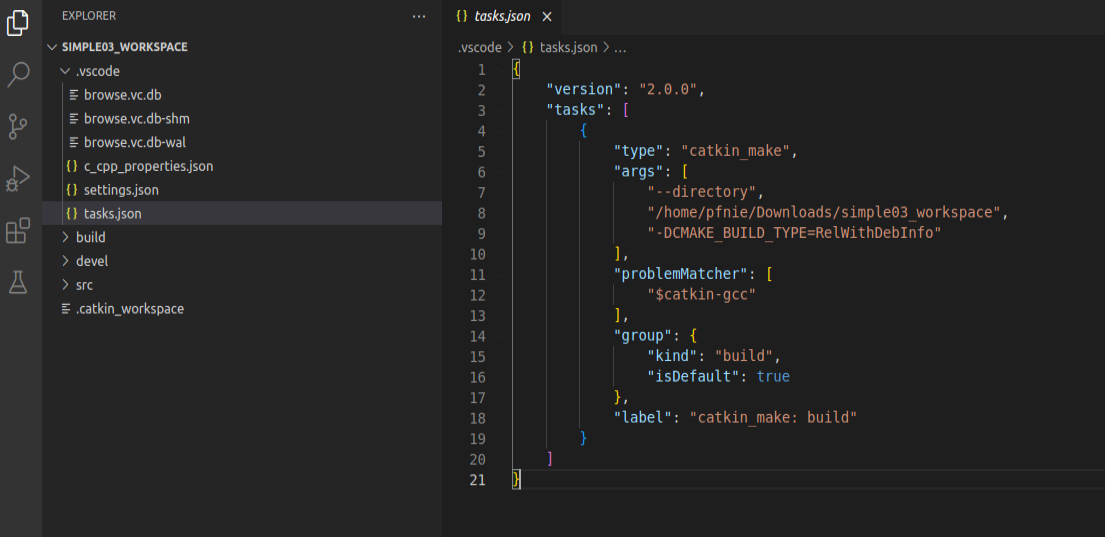 EXPLORER
...
SIMPLE03_WORKSPACE
.vscode
browse.vc.db
browse.vc.db-shm
browse.vc.db-wal
{} c_cpp_properties.json
settings.json
{} tasks.json
build
devel
src
.catkin_workspace
{} tasks.json ×
.vscode > {} tasks.json > ...
1 {
2     "version": "2.0.0",
3     "tasks": [
4         {
5             "type": "catkin_make",
6             "args": [
7                 "--directory",
8                 "/home/pfnie/Downloads/simple03_workspace",
9                 "-DCMAKE_BUILD_TYPE=RelWithDebInfo"
10             ],
11             "problemMatcher": [
12                 "$catkin-gcc"
13             ],
14             "group": {
15                 "kind": "build",
16                 "isDefault": true
17             },
18             "label": "catkin_make: build"
19         }
20     ]
21 }